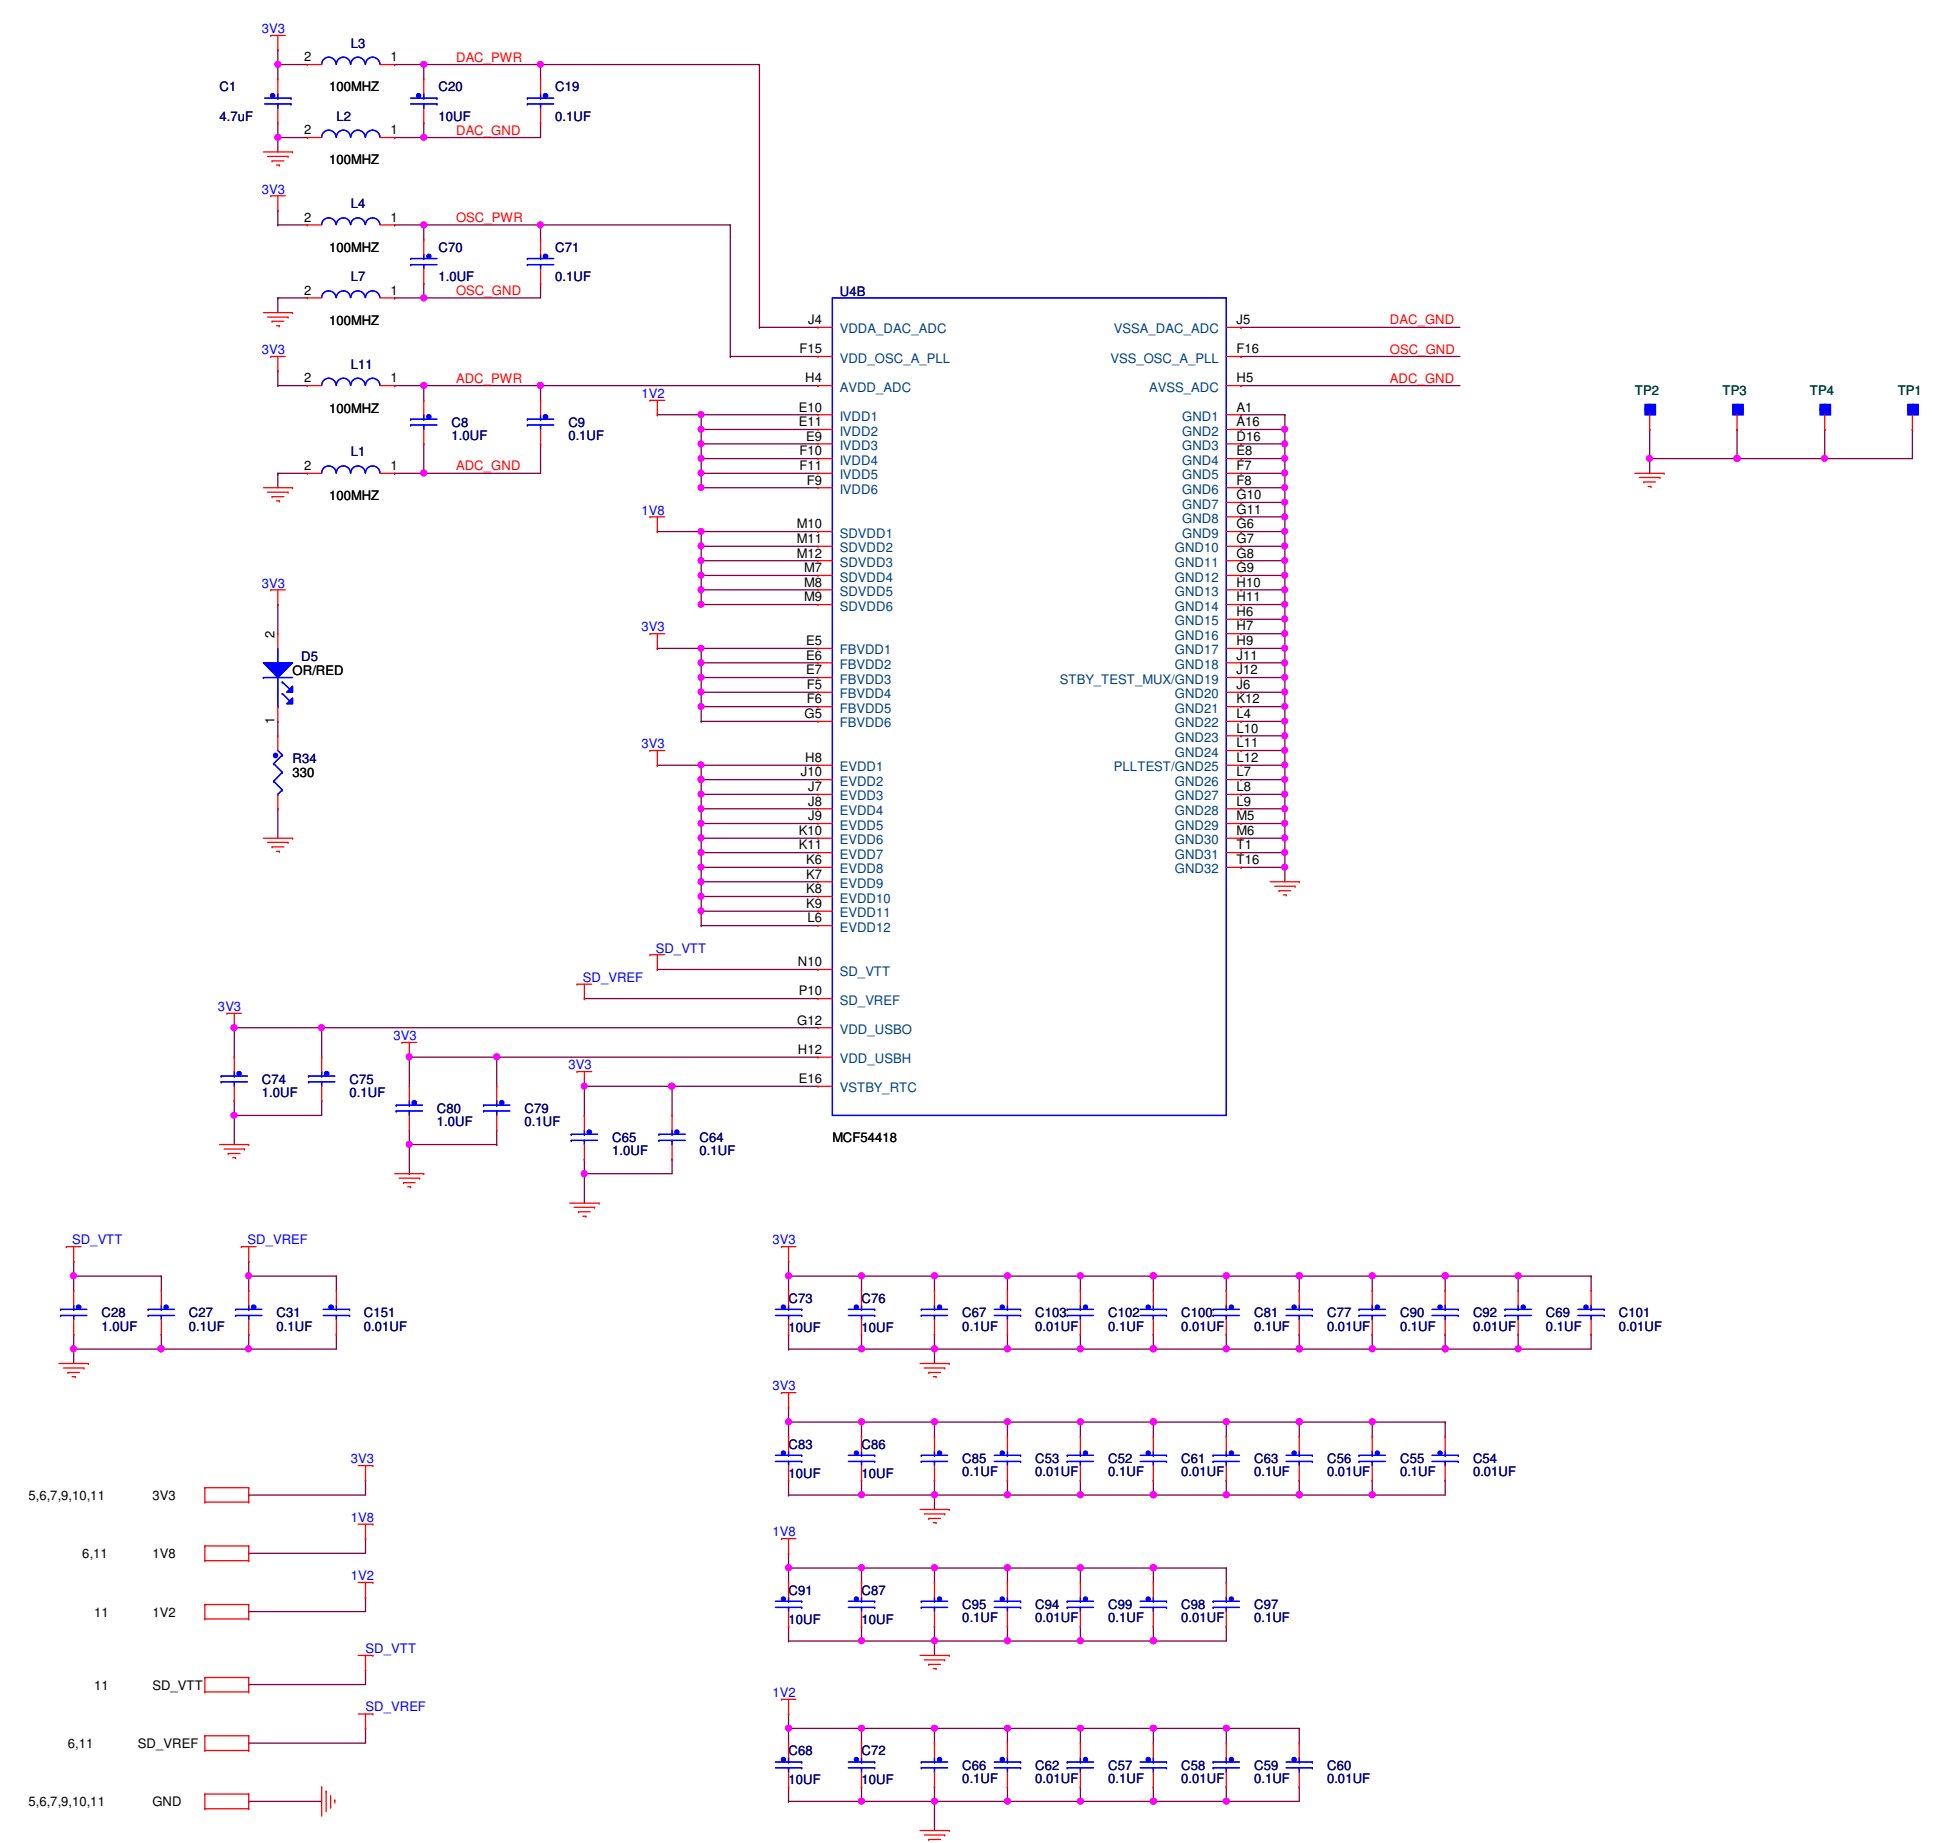 3V3
L3
2 1 DAC_PWR
C1 100MHZ C20 C19
4.7uF L2 10UF 0.1UF
2 1 DAC_GND
100MHZ
3V3
L4
2 1 OSC_PWR
100MHZ C70 C71
L7 1.0UF 0.1UF
2 1 OSC_GND
100MHZ
3V3
L11
2 1 ADC_PWR
100MHZ C8 C9
1.0UF 0.1UF
L1
2 1 ADC_GND
100MHZ
U4B
J4 VDDA_DAC_ADC VSSA_DAC_ADC J5 DAC_GND
F15 VDD_OSC_A_PLL VSS_OSC_A_PLL F16 OSC_GND
H4 AVDD_ADC AVSS_ADC H5 ADC_GND
1V2
E10 IVDD1 GND1 A1
E11 IVDD2 GND2 A16
E9 IVDD3 GND3 D16
F10 IVDD4 GND4 E8
F11 IVDD5 GND5 F7
F9 IVDD6 GND6 F8
GND7 G10
1V8
GND8 G11
M10 SDVDD1 GND9 G6
M11 SDVDD2 GND10 G7
M12 SDVDD3 GND11 G8
M7 SDVDD4 GND12 G9
M8 SDVDD5 GND13 H10
M9 SDVDD6 GND14 H11
GND15 H6
3V3
GND16 H7
E5 FBVDD1 GND17 H9
E6 FBVDD2 GND18 J11
E7 FBVDD3 STBY_TEST_MUX/GND19 J12
F5 FBVDD4 GND20 J6
F6 FBVDD5 GND21 K12
G5 FBVDD6 GND22 L4
GND23 L10
3V3
GND24 L11
H8 EVDD1 PLLTEST/GND25 L12
J10 EVDD2 GND26 L7
J7 EVDD3 GND27 L8
J8 EVDD4 GND28 L9
J9 EVDD5 GND29 M5
K10 EVDD6 GND30 M6
K11 EVDD7 GND31 T1
K6 EVDD8 GND32 T16
K7 EVDD9
K8 EVDD10
K9 EVDD11
L6 EVDD12
SD_VTT
N10 SD_VTT
SD_VREF
P10 SD_VREF
3V3
G12 VDD_USBO
3V3
H12 VDD_USBH
3V3
E16 VSTBY_RTC
C74 C75
1.0UF 0.1UF
C80 C79
1.0UF 0.1UF
C65 C64
1.0UF 0.1UF
MCF54418
TP2 TP3 TP4 TP1
3V3
2
D5
OR/RED
1
R34
330
SD_VTT SD_VREF
C28 C27 C31 C151
1.0UF 0.1UF 0.1UF 0.01UF
3V3
C73 C76 C67 C103 C102 C100 C81 C77 C90 C92 C69 C101
10UF 10UF 0.1UF 0.01UF 0.1UF 0.01UF 0.1UF 0.01UF 0.1UF 0.01UF 0.1UF 0.01UF
3V3
C83 C86 C85 C53 C52 C61 C63 C56 C55 C54
10UF 10UF 0.1UF 0.01UF 0.1UF 0.01UF 0.1UF 0.01UF 0.1UF 0.01UF
1V8
C91 C87 C95 C94 C99 C98 C97
10UF 10UF 0.1UF 0.01UF 0.1UF 0.01UF 0.1UF
1V2
C68 C72 C66 C62 C57 C58 C59 C60
10UF 10UF 0.1UF 0.01UF 0.1UF 0.01UF 0.1UF 0.01UF
3V3
5,6,7,9,10,11 3V3
1V8
6,11 1V8
1V2
11 1V2
SD_VTT
11 SD_VTT
SD_VREF
6,11 SD_VREF
5,6,7,9,10,11 GND